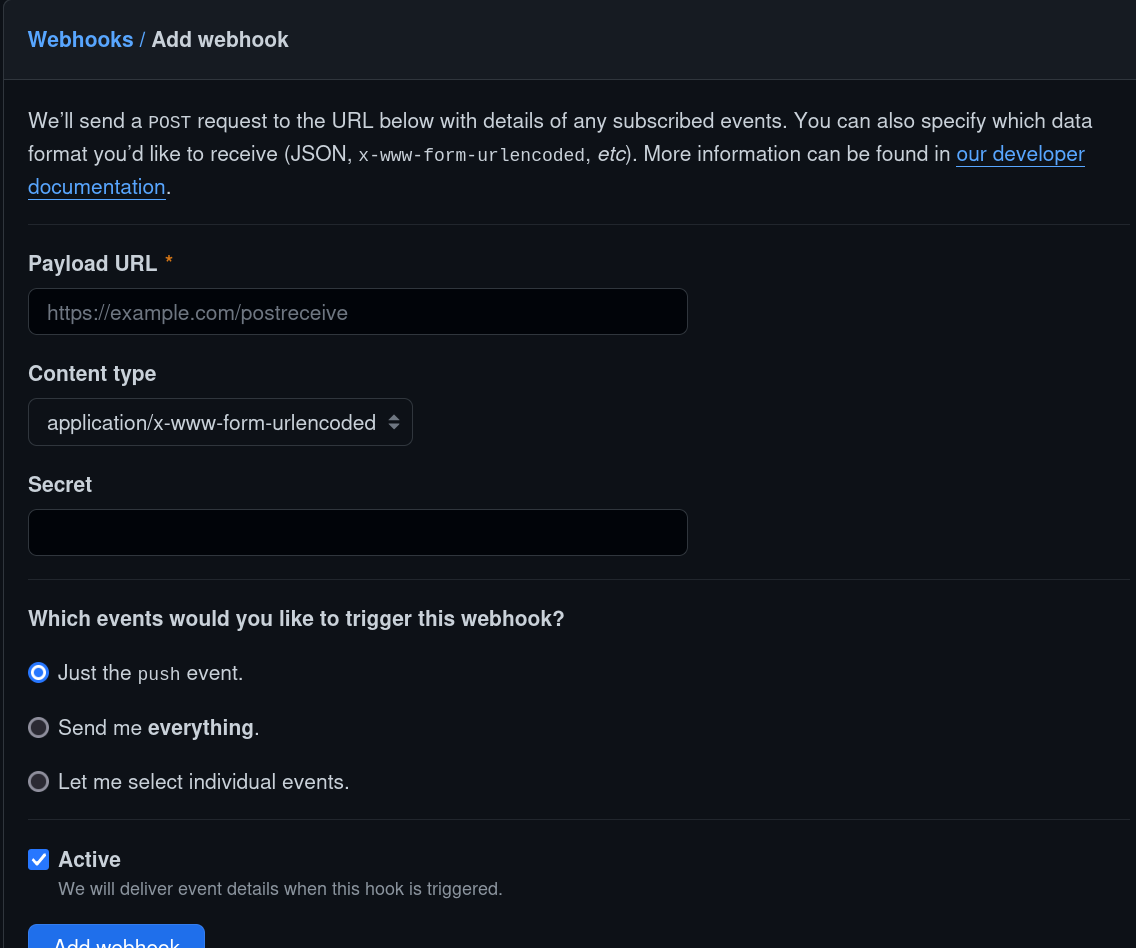 Webhooks / Add webhook
We’ll send a POST request to the URL below with details of any subscribed events. You can also specify which data
format you’d like to receive (JSON, x-www-form-urlencoded, etc). More information can be found in our developer
documentation.
Payload URL *
https://example.com/postreceive
Content type
application/x-www-form-urlencoded
Secret
Which events would you like to trigger this webhook?
Just the push event.
Send me everything.
Let me select individual events.
Active
We will deliver event details when this hook is triggered.
Add webhook